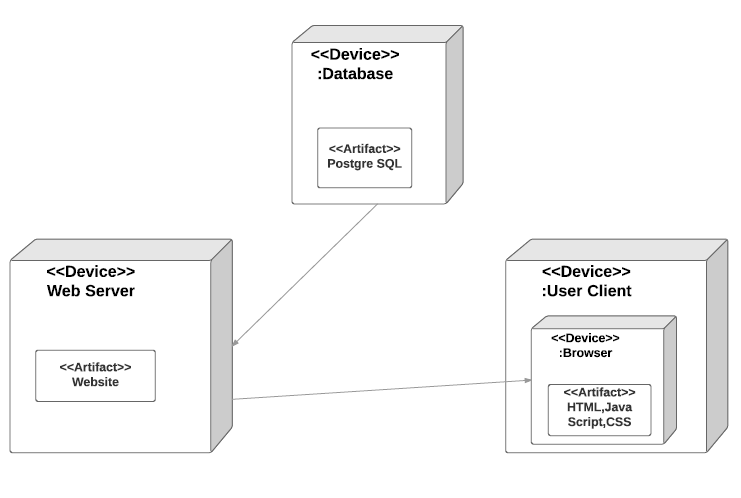 <<Device>>
:Database
<<Artifact>>
Postgre SQL
<<Device>>
Web Server
<<Artifact>>
Website
<<Device>>
:User Client
<<Device>>
:Browser
<<Artifact>>
HTML,Java
Script,CSS